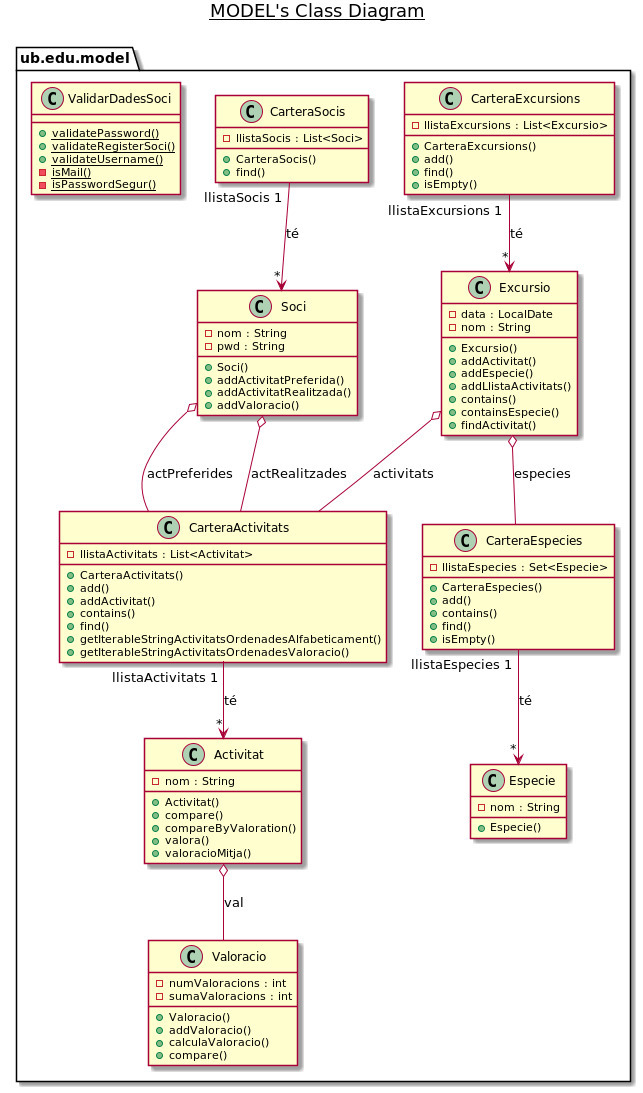 MODEL's Class Diagram
ub.edu.model
C ValidarDadesSoci
validatePassword()
validateRegisterSoci()
validateUsername()
isMail()
isPasswordSegur()
C CarteraSocis
llistaSocis : List<Soci>
CarteraSocis()
find()
C CarteraExcursions
llistaExcursions : List<Excursio>
CarteraExcursions()
add()
find()
isEmpty()
llistaSocis 1
té
*
llistaExcursions 1
té
*
C Soci
nom : String
pwd : String
Soci()
addActivitatPreferida()
addActivitatRealitzada()
addValoracio()
C Excursio
data : LocalDate
nom : String
Excursio()
addActivitat()
addEspecie()
addLlistaActivitats()
contains()
containsEspecie()
findActivitat()
actPreferides
actRealitzades
activitats
especies
C CarteraActivitats
llistaActivitats : List<Activitat>
CarteraActivitats()
add()
addActivitat()
contains()
find()
getIterableStringActivitatsOrdenadesAlfabeticament()
getIterableStringActivitatsOrdenadesValoracio()
C CarteraEspecies
llistaEspecies : Set<Especie>
CarteraEspecies()
add()
contains()
find()
isEmpty()
llistaActivitats 1
té
*
llistaEspecies 1
té
*
C Activitat
nom : String
Activitat()
compare()
compareByValoration()
valora()
valoracioMitja()
C Especie
nom : String
Especie()
val
C Valoracio
numValoracions : int
sumaValoracions : int
Valoracio()
addValoracio()
calculaValoracio()
compare()